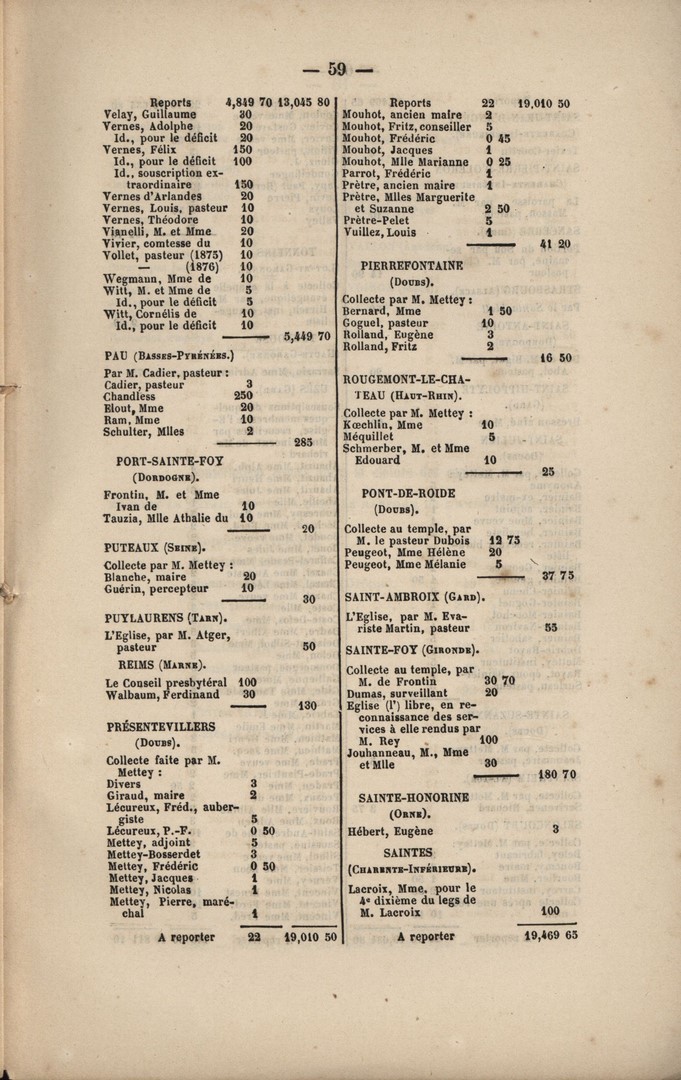 — 59 —
Reports 4,849 70 13,045 80
Velay, Guillaume 30
Vernes, Adolphe 20
Id., pour le déficit 20
Vernes, Félix 150
Id., pour le déficit 100
Id., souscription ex-
traordinaire 150
Vernes d'Arlandes 20
Vernes, Louis, pasteur 10
Vernes, Théodore 10
Vianelli, M. et Mme 20
Vivier, comtesse du 10
Vollet, pasteur (1875) 10
— (1876) 10
Wegmann, Mme de 10
Witt, M. et Mme de 5
Id., pour le déficit 5
Witt, Cornélis de 10
Id., pour le déficit 10
5,449 70
PAU (BASSES-PYRÉNÉES.)
Par M. Cadier, pasteur :
Cadier, pasteur 3
Chandless 250
Elout, Mme 20
Ram, Mme 10
Schulter, Mlles 2
285
PORT-SAINTE-FOY
(DORDOGNE).
Frontin, M. et Mme
Ivan de 10
Tauzia, Mlle Athalie du 10
20
PUTEAUX (SEINE).
Collecte par M. Mettey :
Blanche, maire 20
Guérin, percepteur 10
30
PUYLAURENS (TARN).
L'Eglise, par M. Atger,
pasteur 50
REIMS (MARNE).
Le Conseil presbytéral 100
Walbaum, Ferdinand 30
130
PRÉSENTEVILLERS
(DOUBS).
Collecte faite par M.
Mettey :
Divers 3
Giraud, maire 2
Lécureux, Fréd., auber-
giste 5
Lécureux, P.-F. 0 50
Mettey, adjoint 5
Mettey-Bosserdet 3
Mettey, Frédéric 0 50
Mettey, Jacques 1
Mettey, Nicolas 1
Mettey, Pierre, maré-
chal 1
A reporter 22 19,010 50
Reports 22 19,010 50
Mouhot, ancien maire 2
Mouhot, Fritz, conseiller 5
Mouhot, Frédéric 0 45
Mouhot, Jacques 1
Mouhot, Mlle Marianne 0 25
Parrot, Frédéric 1
Prètre, ancien maire 1
Prètre, Mlles Marguerite
et Suzanne 2 50
Prètre-Pelet 5
Vuillez, Louis 1
41 20
PIERREFONTAINE
(DOUBS).
Collecte par M. Mettey :
Bernard, Mme 1 50
Goguel, pasteur 10
Rolland, Eugène 3
Rolland, Fritz 2
16 50
ROUGEMONT-LE-CHA-
TEAU (HAUT-RHIN).
Collecte par M. Mettey :
Kœchlin, Mme 10
Méquillet 5
Schmerber, M. et Mme
Edouard 10
25
PONT-DE-ROIDE
(DOUBS).
Collecte au temple, par
M. le pasteur Dubois 12 75
Peugeot, Mme Hélène 20
Peugeot, Mme Mélanie 5
37 75
SAINT-AMBROIX (GARD).
L'Eglise, par M. Eva-
riste Martin, pasteur 55
SAINTE-FOY (GIRONDE).
Collecte au temple, par
M. de Frontin 30 70
Dumas, surveillant 20
Eglise (l') libre, en re-
connaissance des ser-
vices à elle rendus par
M. Rey 100
Jouhanneau, M., Mme
et Mlle 30
180 70
SAINTE-HONORINE
(ORNE).
Hébert, Eugène 3
SAINTES
(CHARENTE-INFÉRIEURE).
Lacroix, Mme, pour le
4e dixième du legs de
M. Lacroix 100
A reporter 19,469 65